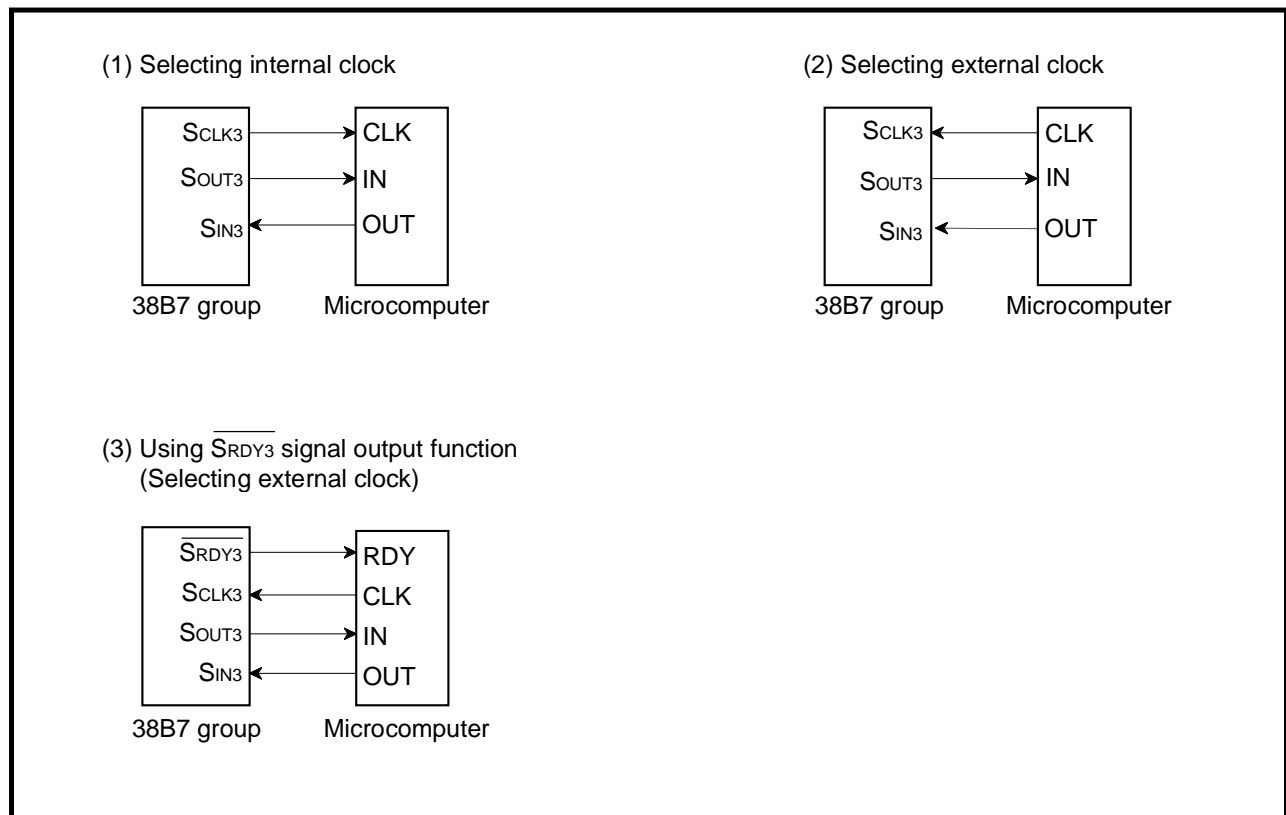 (1) Selecting internal clock
SCLK3 CLK
SOUT3 IN
SIN3 OUT
38B7 group Microcomputer
(2) Selecting external clock
SCLK3 CLK
SOUT3 IN
SIN3 OUT
38B7 group Microcomputer
(3) Using S̅R̅D̅Y̅3̅ signal output function
(Selecting external clock)
S̅R̅D̅Y̅3̅ RDY
SCLK3 CLK
SOUT3 IN
SIN3 OUT
38B7 group Microcomputer